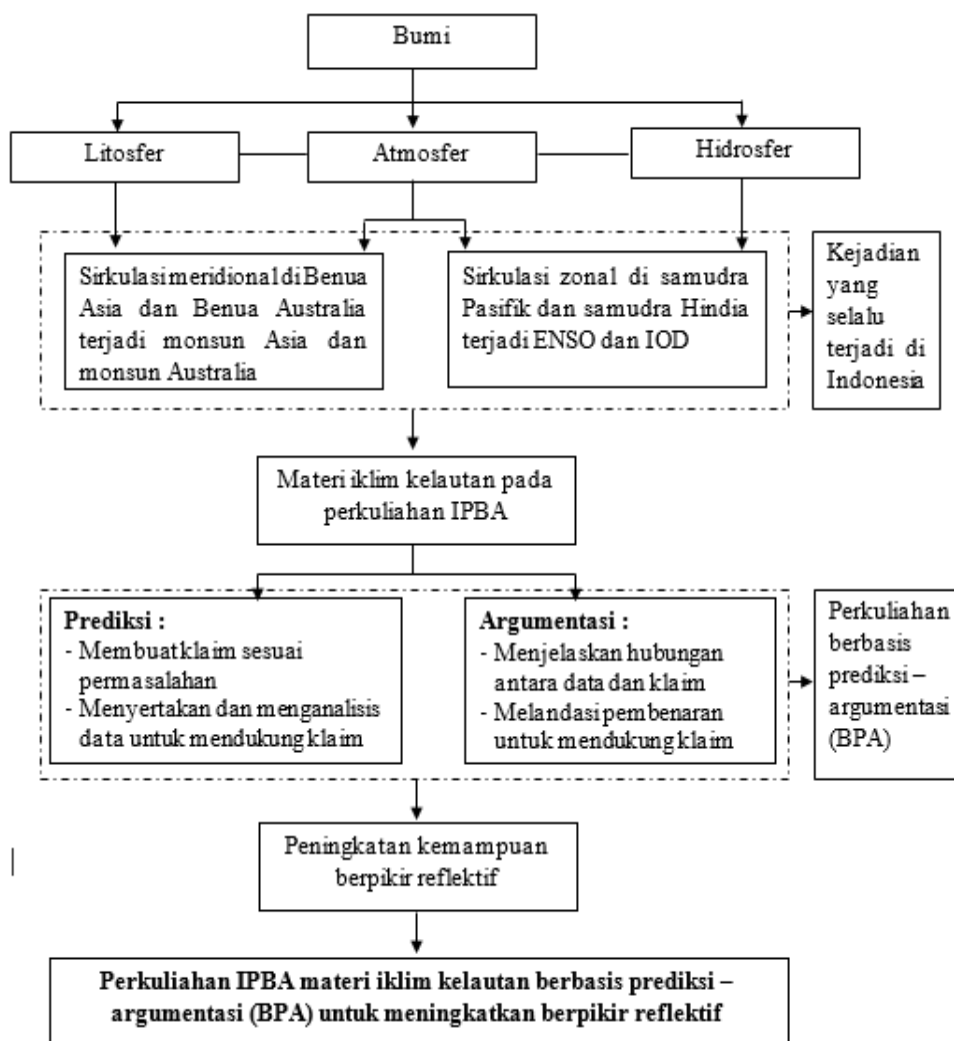 Bumi
Litosfer
Atmosfer
Hidrosfer
Sirkulasi meridional di Benua
Asia dan Benua Australia
terjadi monsun Asia dan
monsun Australia
Sirkulasi zonal di samudra
Pasifik dan samudra Hindia
terjadi ENSO dan IOD
Kejadian
yang
selalu
terjadi di
Indonesia
Materi iklim kelautan pada
perkuliahan IPBA
Prediksi :
- Membuat klaim sesuai
permasalahan
- Menyertakan dan menganalisis
data untuk mendukung klaim
Argumentasi :
- Menjelaskan hubungan
antara data dan klaim
- Melandasi pembenaran
untuk mendukung klaim
Perkuliahan
berbasis
prediksi –
argumentasi
(BPA)
Peningkatan kemampuan
berpikir reflektif
Perkuliahan IPBA materi iklim kelautan berbasis prediksi –
argumentasi (BPA) untuk meningkatkan berpikir reflektif